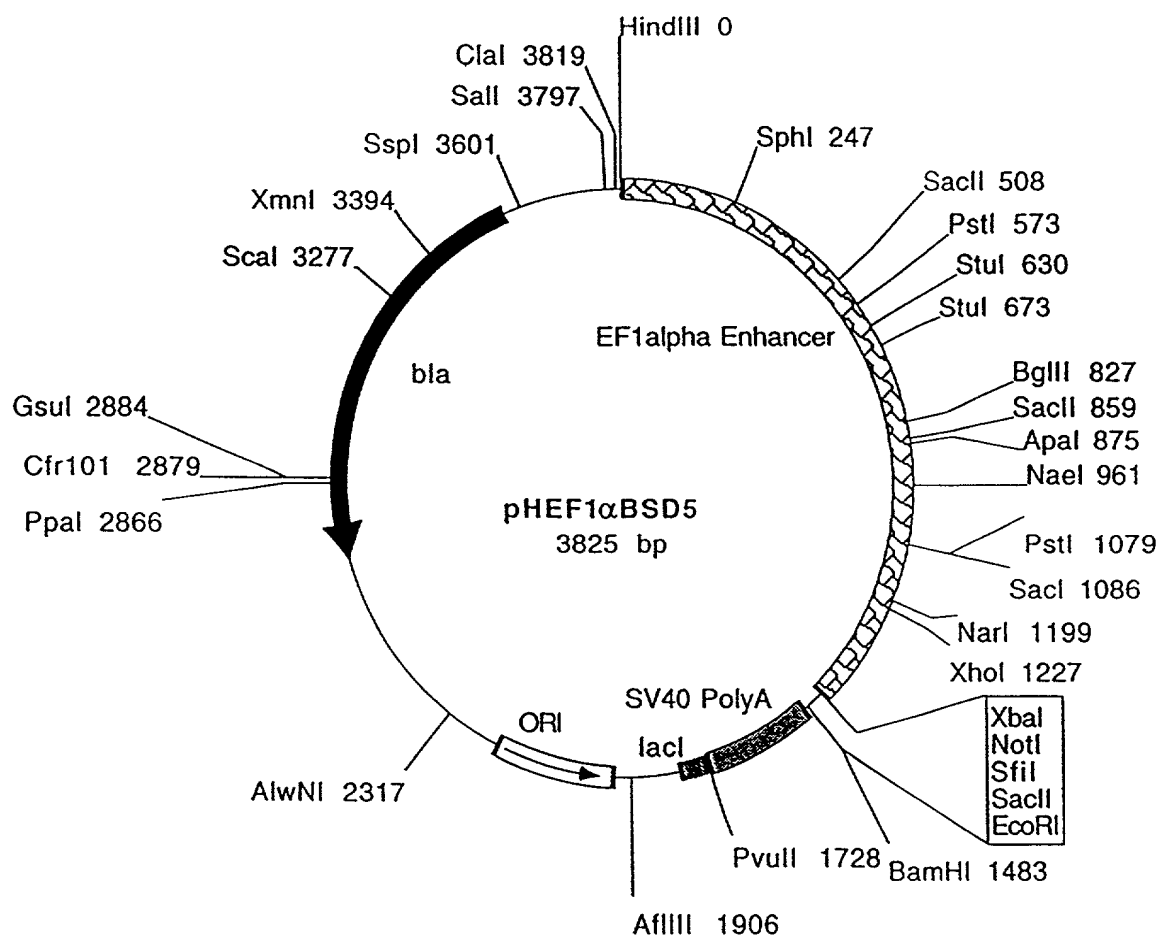 HindIII 0
ClaI 3819
SalI 3797
SspI 3601
XmnI 3394
ScaI 3277
SphI 247
SacII 508
PstI 573
StuI 630
StuI 673
EF1alpha Enhancer
bla
BglII 827
SacII 859
ApaI 875
NaeI 961
GsuI 2884
Cfr101 2879
PpaI 2866
pHEF1αBSD5
3825 bp
PstI 1079
SacI 1086
NarI 1199
XhoI 1227
SV40 PolyA
ORI
lacI
XbaI
NotI
SfiI
SacII
EcoRI
AlwNI 2317
PvuII 1728
BamHI 1483
AflIII 1906